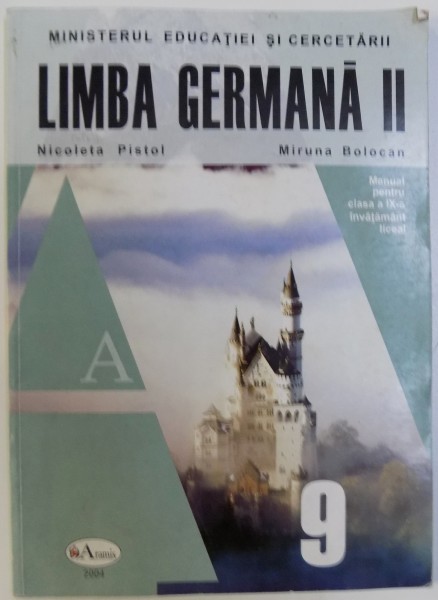 MINISTERUL EDUCAȚIEI ȘI CERCETĂRII
LIMBA GERMANĂ II
Nicoleta Pistol Miruna Bolocan
Manual
pentru
clasa a IX-a
învățământ
liceal
A
9
Aramis
2004